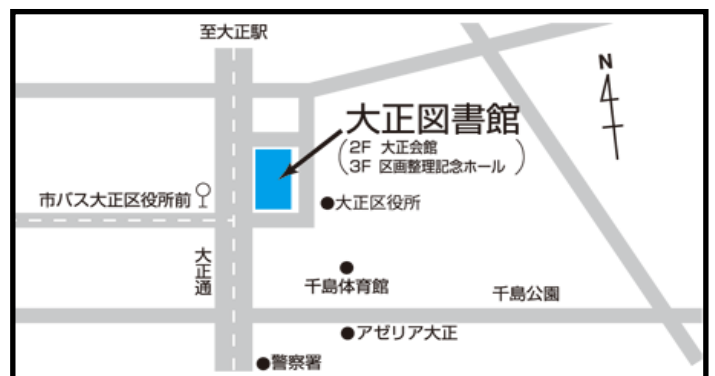 至大正駅
N
大正図書館
(2F 大正会館
3F 区画整理記念ホール)
市バス大正区役所前
●大正区役所
大正通
千島体育館
千島公園
●アゼリア大正
●警察署